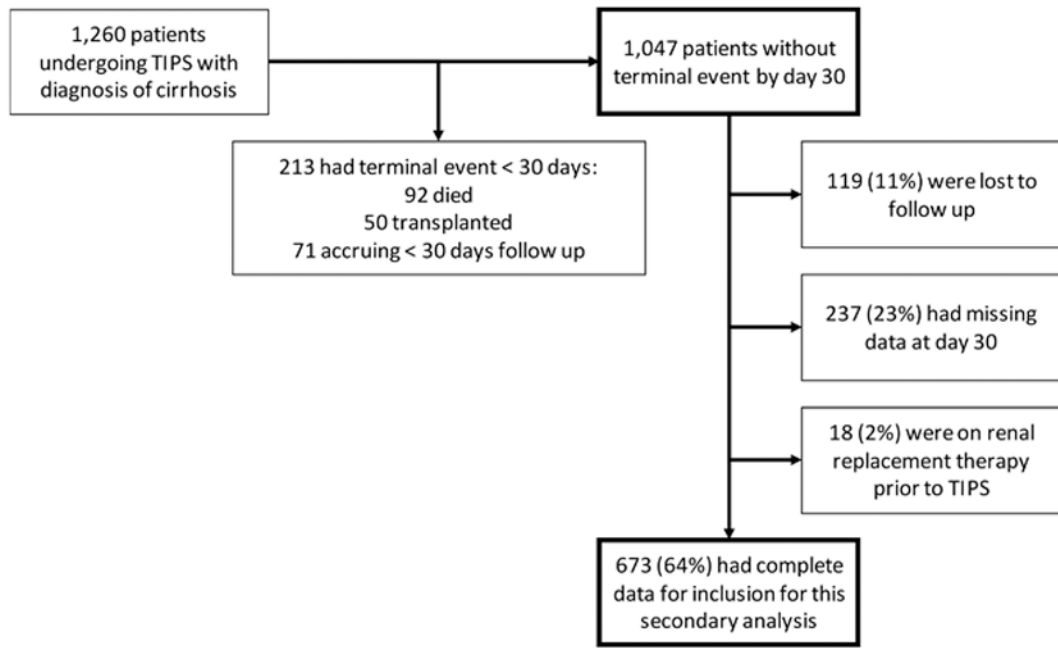 1,260 patients
undergoing TIPS with
diagnosis of cirrhosis
1,047 patients without
terminal event by day 30
213 had terminal event < 30 days:
92 died
50 transplanted
71 accruing < 30 days follow up
119 (11%) were lost to
follow up
237 (23%) had missing
data at day 30
18 (2%) were on renal
replacement therapy
prior to TIPS
673 (64%) had complete
data for inclusion for this
secondary analysis